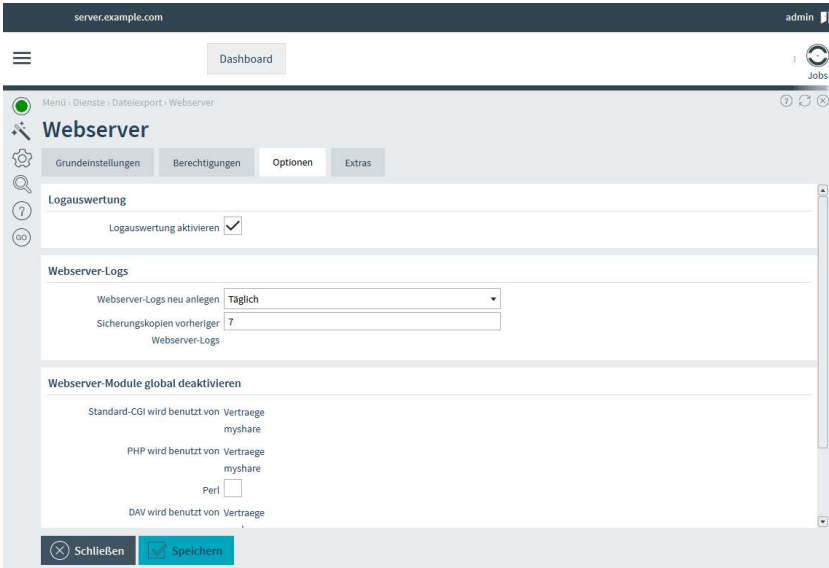 server.example.com
admin
Dashboard
Jobs
Menü › Dienste › Dateiexport › Webserver
?
Webserver
Grundeinstellungen
Berechtigungen
Optionen
Extras
?
GO
Logauswertung
Logauswertung aktivieren
Webserver-Logs
Webserver-Logs neu anlegen Täglich
Sicherungskopien vorheriger 7
Webserver-Logs
Webserver-Module global deaktivieren
Standard-CGI wird benutzt von Vertraege
myshare
PHP wird benutzt von Vertraege
myshare
Perl
DAV wird benutzt von Vertraege
Schließen
Speichern